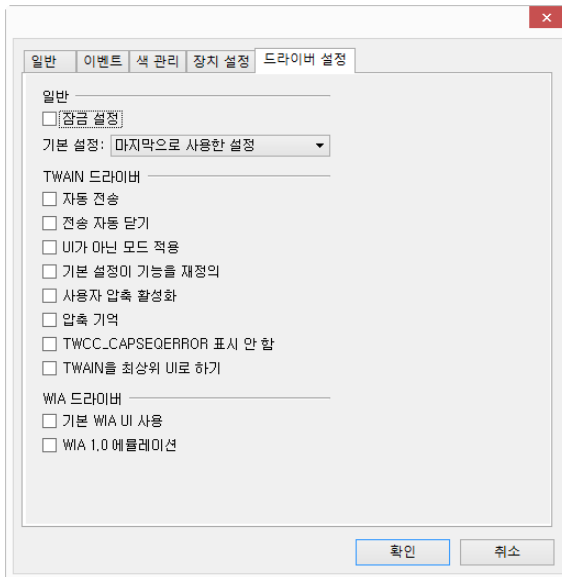 일반 이벤트 색 관리 장치 설정 드라이버 설정
일반
잠금 설정
기본 설정: 마지막으로 사용한 설정
TWAIN 드라이버
자동 전송
전송 자동 닫기
UI가 아닌 모드 적용
기본 설정이 기능을 재정의
사용자 압축 활성화
압축 기억
TWCC_CAPSEQERROR 표시 안 함
TWAIN을 최상위 UI로 하기
WIA 드라이버
기본 WIA UI 사용
WIA 1.0 에뮬레이션
확인 취소